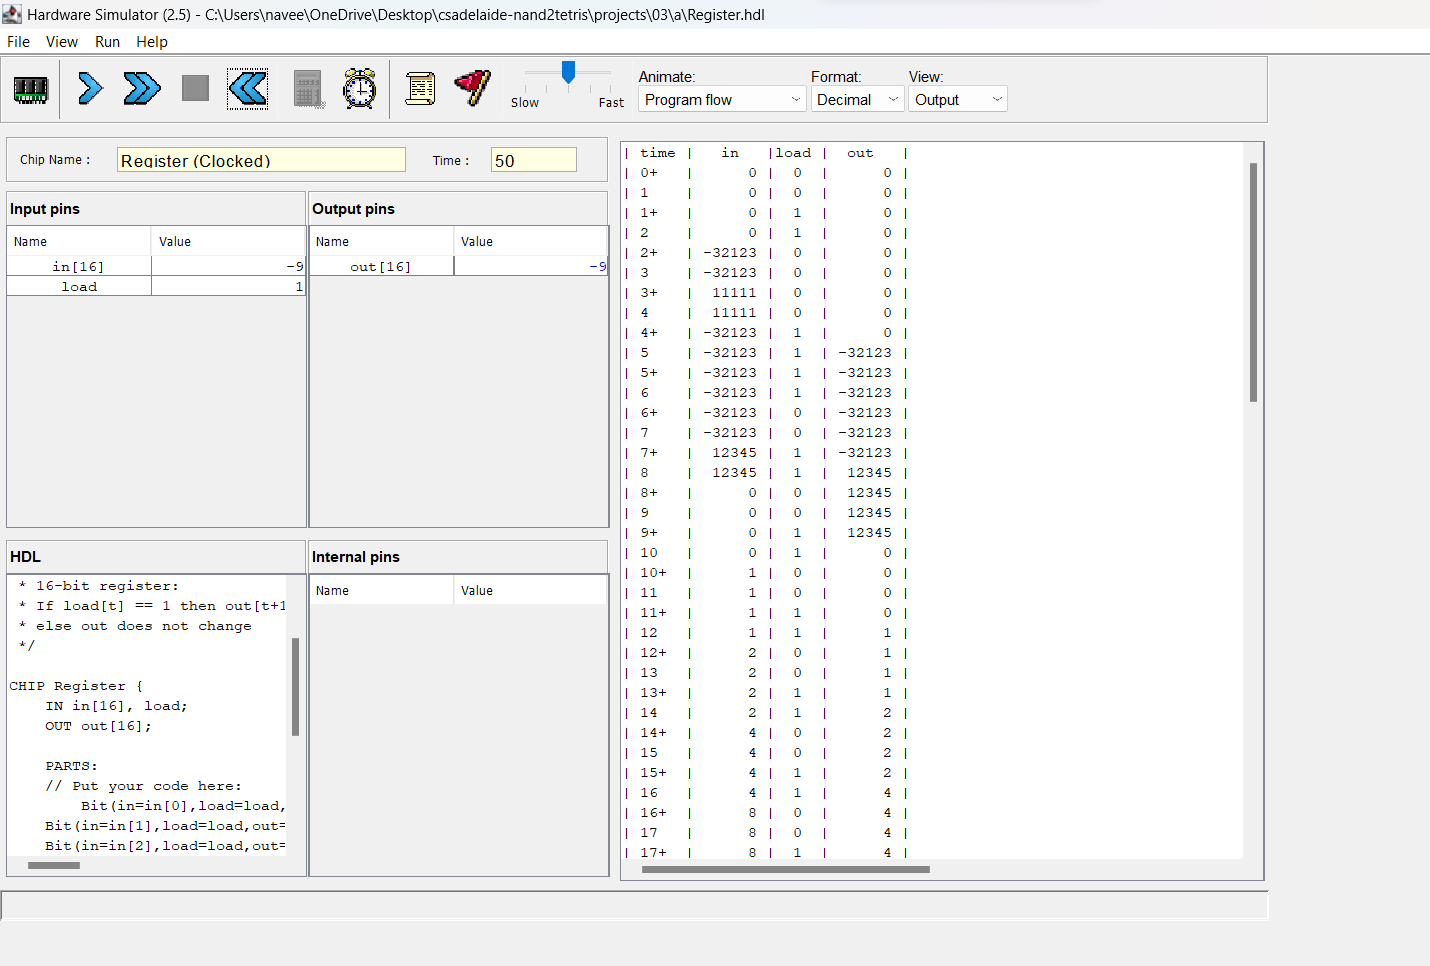 Hardware Simulator (2.5) - C:\Users\navee\OneDrive\Desktop\csadelaide-nand2tetris\projects\03\a\Register.hdl
File View Run Help
Slow Fast
Animate: Format: View:
Program flow Decimal Output
Chip Name : Register (Clocked) Time : 50
Input pins
Name Value
in[16] -9
load 1
Output pins
Name Value
out[16] -9
HDL
* 16-bit register:
* If load[t] == 1 then out[t+1
* else out does not change
*/
CHIP Register {
IN in[16], load;
OUT out[16];
PARTS:
// Put your code here:
Bit(in=in[0],load=load,
Bit(in=in[1],load=load,out=
Bit(in=in[2],load=load,out=
Internal pins
Name Value
| time | in |load | out |
| 0+ | 0 | 0 | 0 |
| 1 | 0 | 0 | 0 |
| 1+ | 0 | 1 | 0 |
| 2 | 0 | 1 | 0 |
| 2+ | -32123 | 0 | 0 |
| 3 | -32123 | 0 | 0 |
| 3+ | 11111 | 0 | 0 |
| 4 | 11111 | 0 | 0 |
| 4+ | -32123 | 1 | 0 |
| 5 | -32123 | 1 | -32123 |
| 5+ | -32123 | 1 | -32123 |
| 6 | -32123 | 1 | -32123 |
| 6+ | -32123 | 0 | -32123 |
| 7 | -32123 | 0 | -32123 |
| 7+ | 12345 | 1 | -32123 |
| 8 | 12345 | 1 | 12345 |
| 8+ | 0 | 0 | 12345 |
| 9 | 0 | 0 | 12345 |
| 9+ | 0 | 1 | 12345 |
| 10 | 0 | 1 | 0 |
| 10+ | 1 | 0 | 0 |
| 11 | 1 | 0 | 0 |
| 11+ | 1 | 1 | 0 |
| 12 | 1 | 1 | 1 |
| 12+ | 2 | 0 | 1 |
| 13 | 2 | 0 | 1 |
| 13+ | 2 | 1 | 1 |
| 14 | 2 | 1 | 2 |
| 14+ | 4 | 0 | 2 |
| 15 | 4 | 0 | 2 |
| 15+ | 4 | 1 | 2 |
| 16 | 4 | 1 | 4 |
| 16+ | 8 | 0 | 4 |
| 17 | 8 | 0 | 4 |
| 17+ | 8 | 1 | 4 |